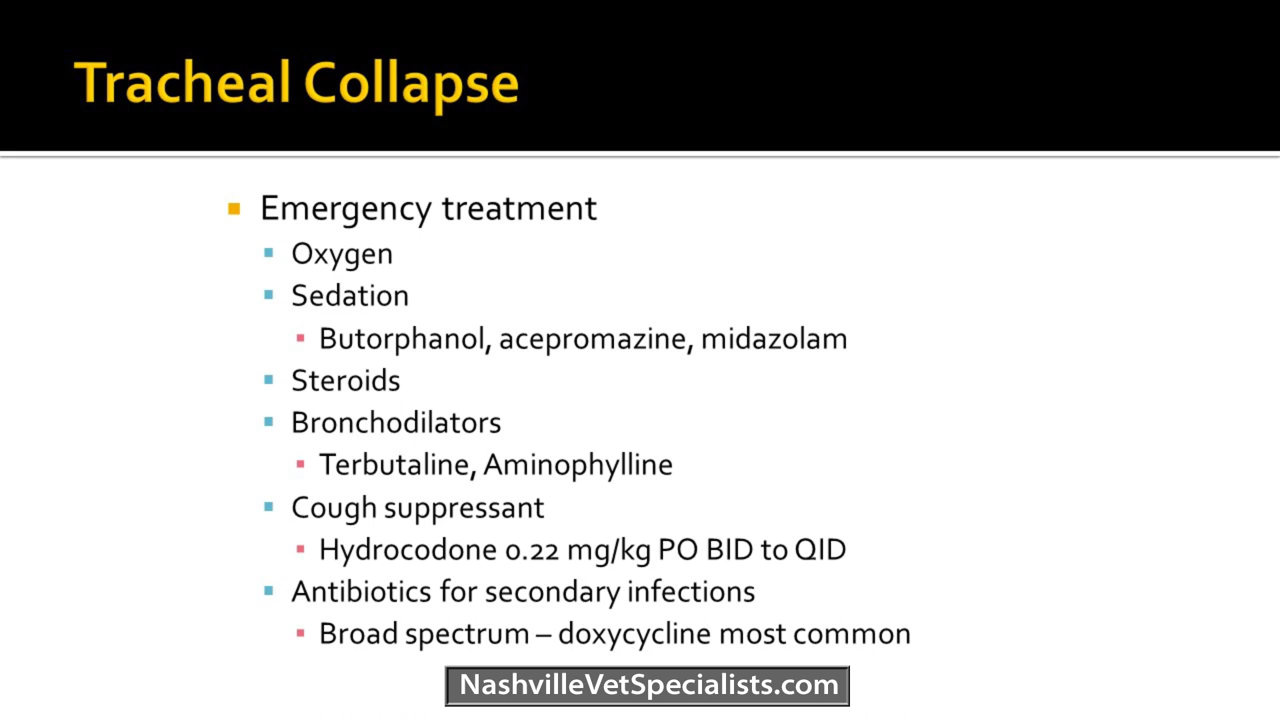 Tracheal Collapse
Emergency treatment
Oxygen
Sedation
Butorphanol, acepromazine, midazolam
Steroids
Bronchodilators
Terbutaline, Aminophylline
Cough suppressant
Hydrocodone 0.22 mg/kg PO BID to QID
Antibiotics for secondary infections
Broad spectrum – doxycycline most common
NashvilleVetSpecialists.com